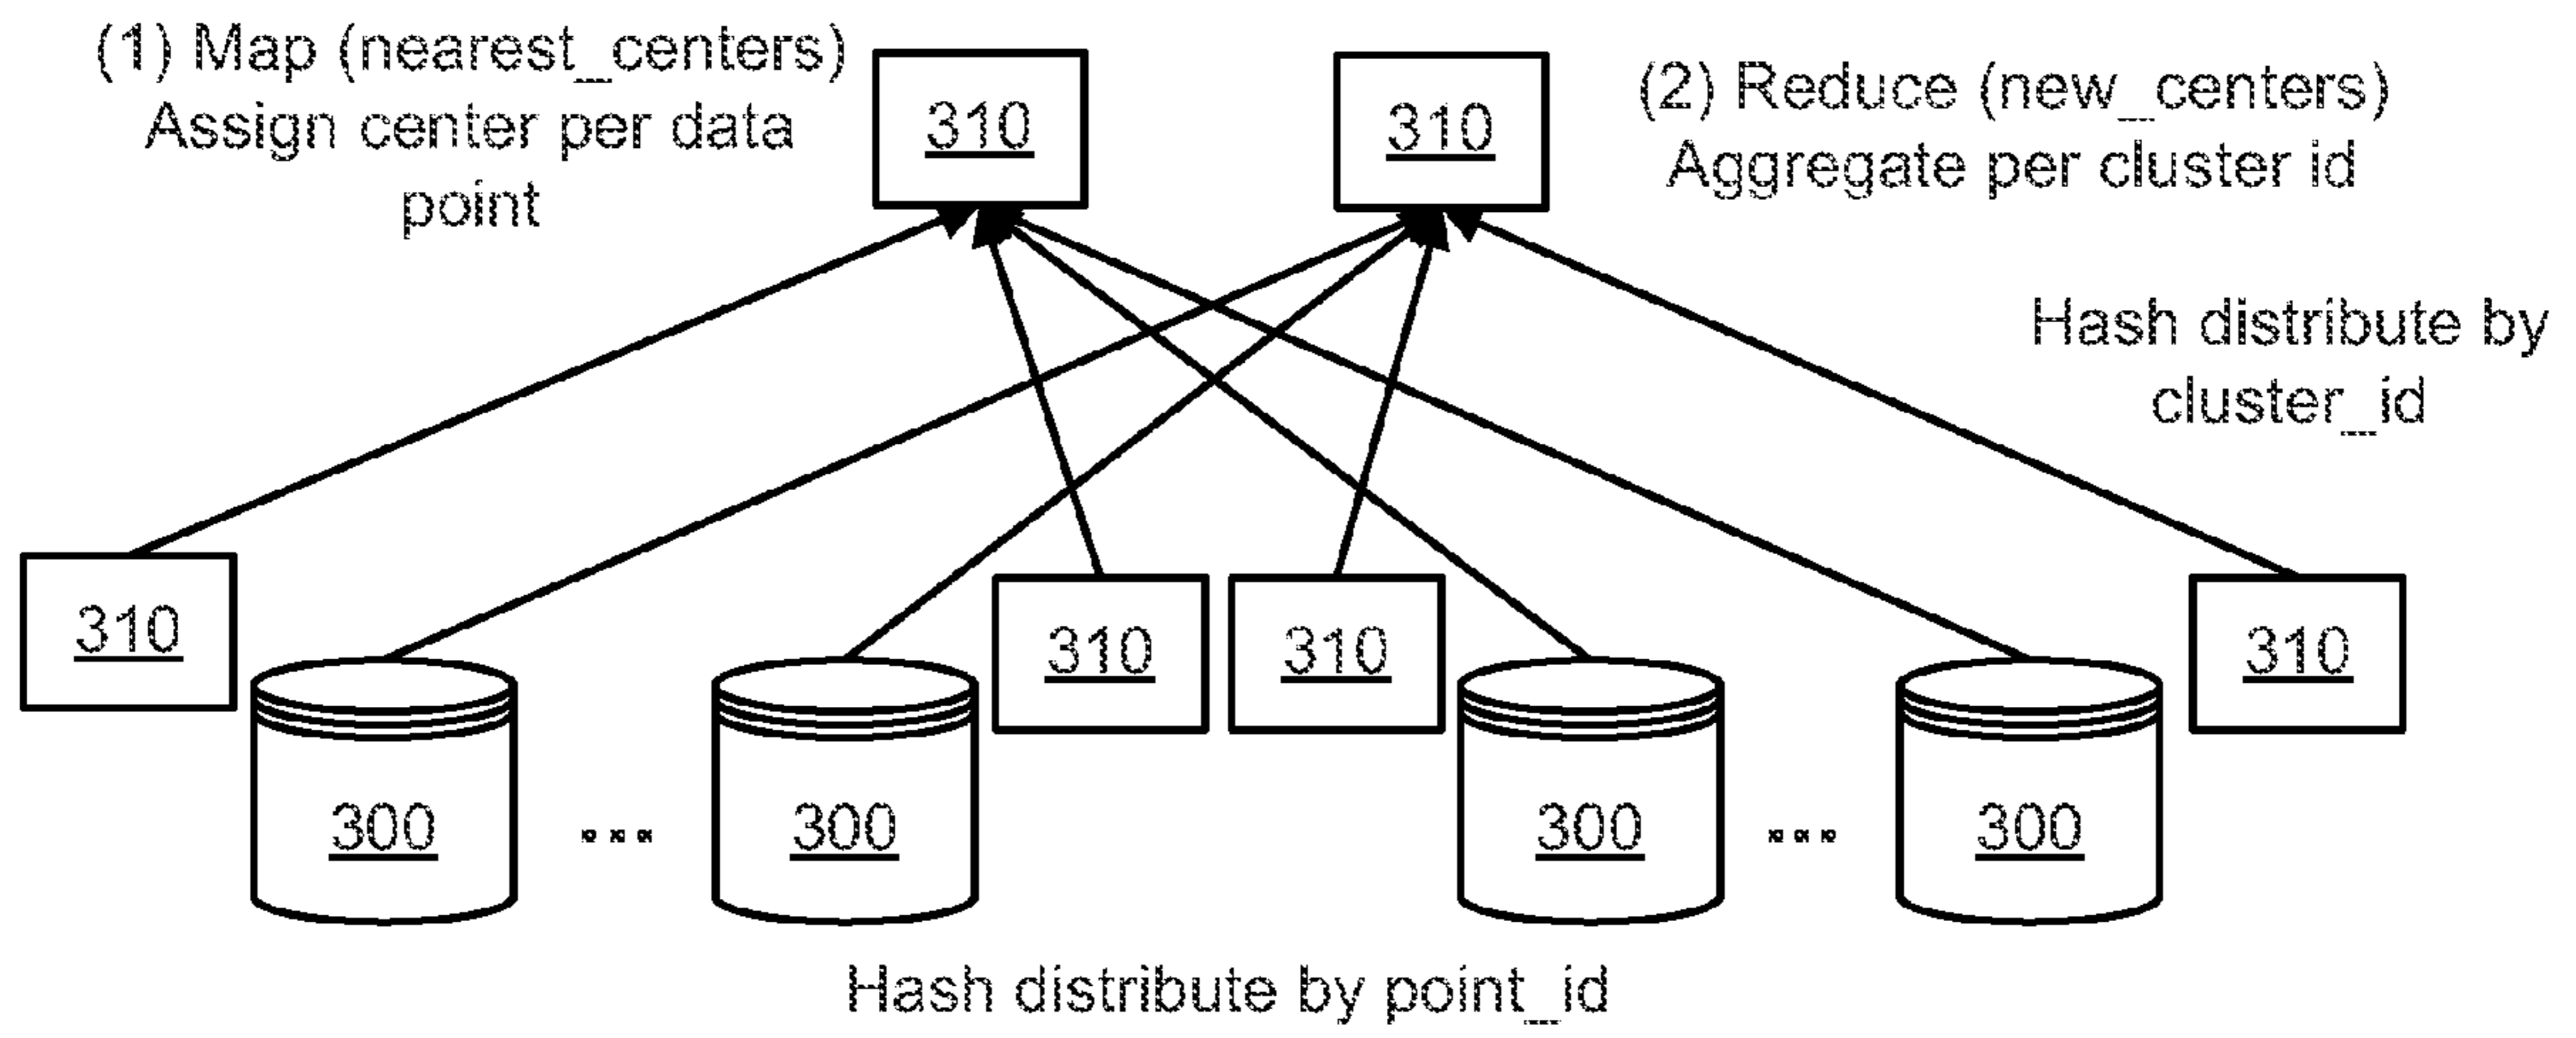 (1) Map (nearest_centers)
Assign center per data
point
310
310
(2) Reduce (new_centers)
Aggregate per cluster id
Hash distribute by
cluster_id
310
310
310
310
300
...
300
300
...
300
Hash distribute by point_id